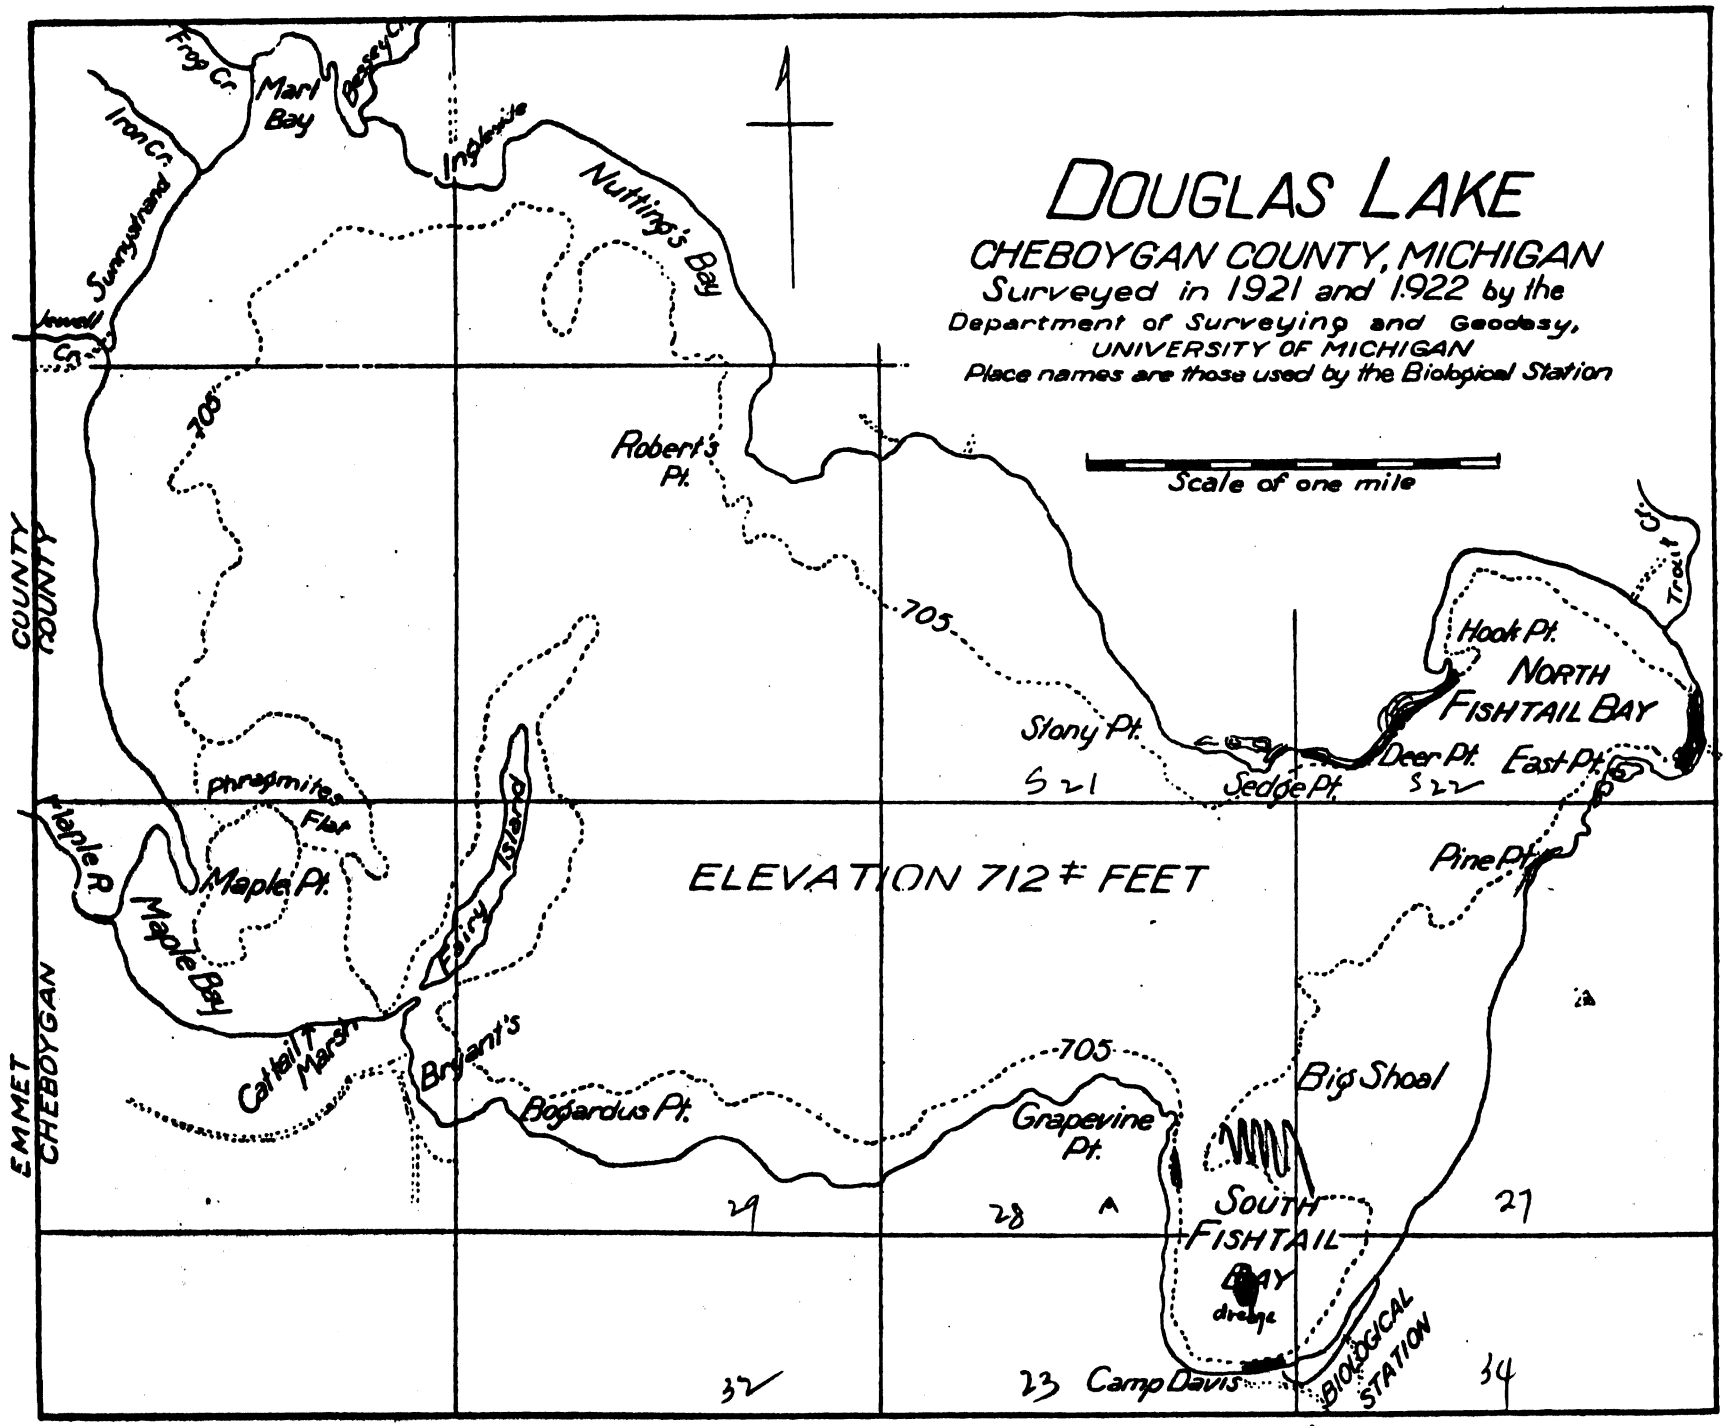 DOUGLAS LAKE
CHEBOYGAN COUNTY, MICHIGAN
Surveyed in 1921 and 1922 by the
Department of Surveying and Geodesy,
UNIVERSITY OF MICHIGAN
Place names are those used by the Biological Station
Scale of one mile
Frog Cr.
Marl
Bay
Bessey Cr.
Iron Cr.
Ingleside
Sunnystrand
Nutting's Bay
Jewell
Cr.
705
Robert's
Pt.
COUNTY
COUNTY
705
Trout Cr.
Hook Pt.
NORTH
FISHTAIL BAY
Stony Pt.
Deer Pt.
East Pt.
S 21
Sedge Pt.
S 22
Phragmites
Flat
Maple R.
Maple Pt.
Maple Bay
Fairy Island
ELEVATION 712± FEET
Pine Pt.
Cattail
Marsh
Bryant's
705
Big Shoal
Bogardus Pt.
Grapevine
Pt.
EMMET
CHEBOYGAN
29
28
A
SOUTH
FISHTAIL
BAY
dredge
27
32
23
Camp Davis
BIOLOGICAL
STATION
34